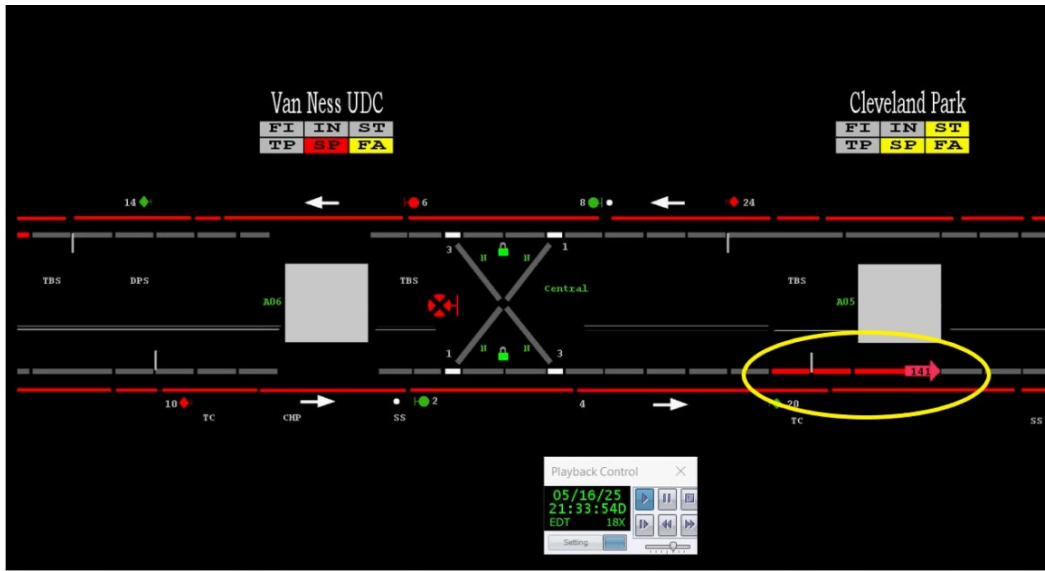 Van Ness UDC
FI IN ST
TP SP FA
Cleveland Park
FI IN ST
TP SP FA
14 6 8 24
3 N N 1
TBS DPS TBS Central TBS
A06 A05
1 N N 3
141
10 2 4 20
TC CHP SS TC SS
Playback Control
05/16/25
21:33:54D
EDT 18X
Setting